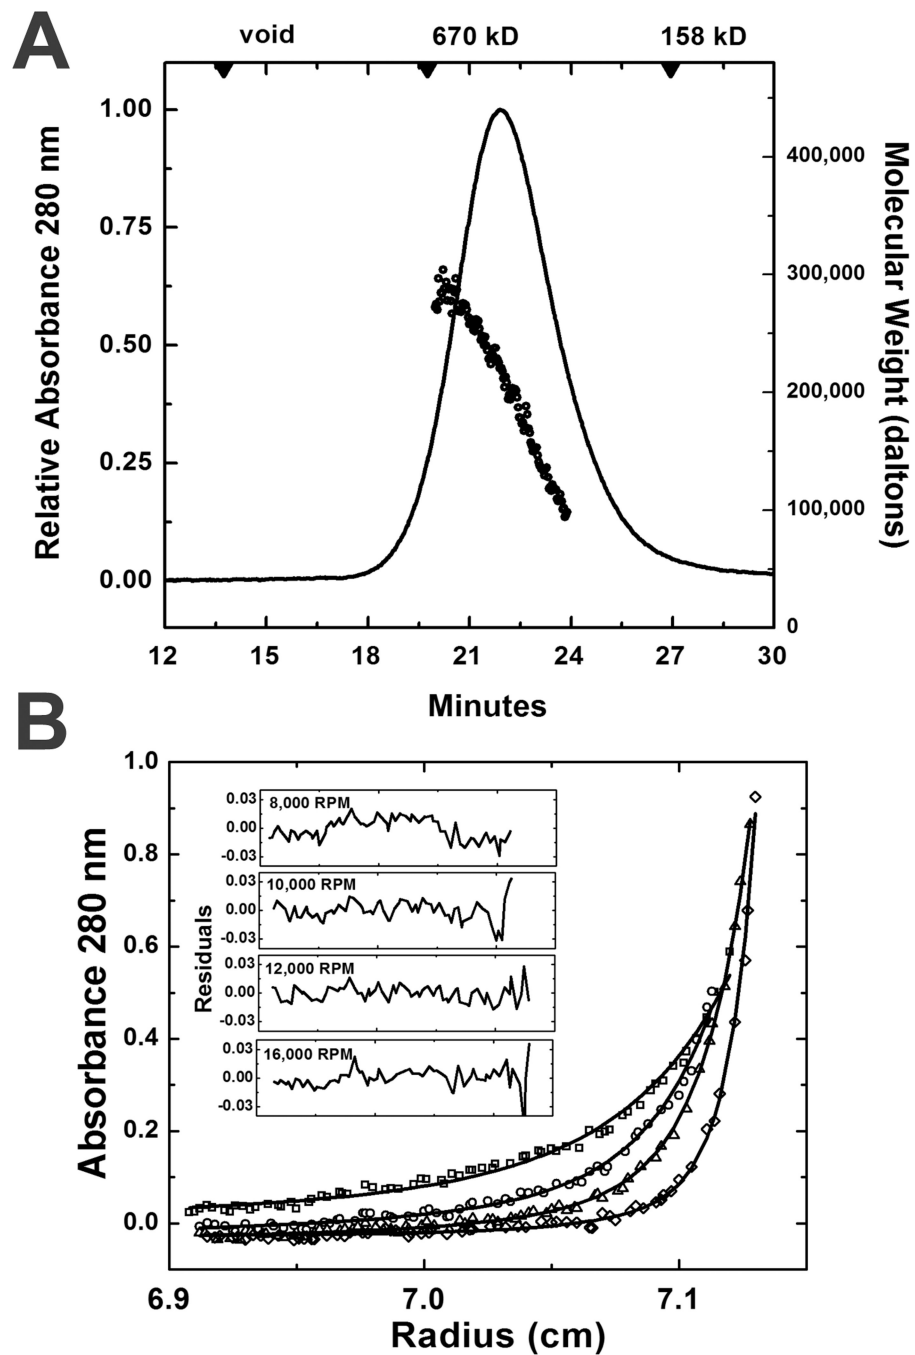 A
void 670 kD 158 kD
1.00
0.75
0.50
0.25
0.00
Relative Absorbance 280 nm
400,000
300,000
200,000
100,000
0
Molecular Weight (daltons)
12 15 18 21 24 27 30
Minutes
B
1.0
0.8
0.6
0.4
0.2
0.0
Absorbance 280 nm
Residuals
0.03
0.00
-0.03
8,000 RPM
0.03
0.00
-0.03
10,000 RPM
0.03
0.00
-0.03
12,000 RPM
0.03
0.00
-0.03
16,000 RPM
6.9 7.0 7.1
Radius (cm)